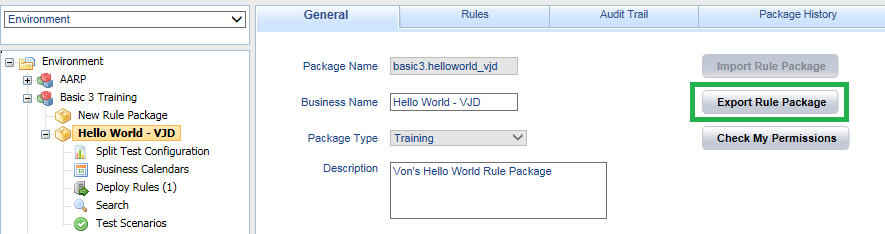 Environment
Environment
AARP
Basic 3 Training
New Rule Package
Hello World - VJD
Split Test Configuration
Business Calendars
Deploy Rules (1)
Search
Test Scenarios
General
Rules
Audit Trail
Package History
Package Name
basic3.helloworld_vjd
Import Rule Package
Business Name
Hello World - VJD
Export Rule Package
Package Type
Training
Check My Permissions
Description
Von's Hello World Rule Package